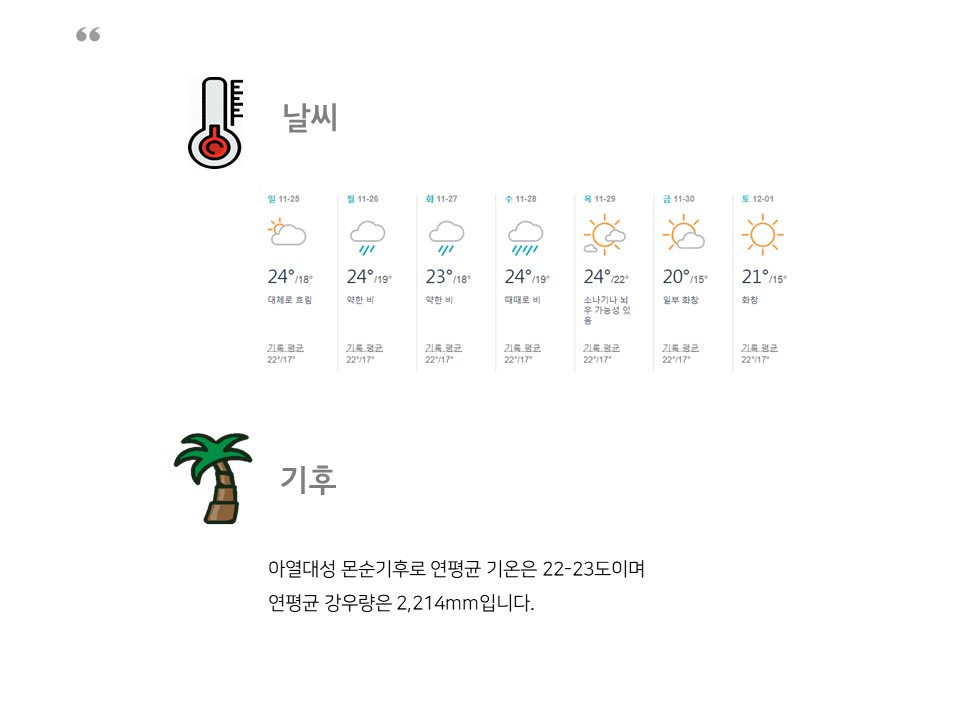 “
날씨
일 11-25 월 11-26 화 11-27 수 11-28 목 11-29 금 11-30 토 12-01
24°/18° 24°/19° 23°/18° 24°/19° 24°/22° 20°/15° 21°/15°
대체로 흐림 약한 비 약한 비 때때로 비 소나기나 뇌 일부 화창 화창
우 가능성 있
음
기록 평균 기록 평균 기록 평균 기록 평균 기록 평균 기록 평균 기록 평균
22°/17° 22°/17° 22°/17° 22°/17° 22°/17° 22°/17° 22°/17°
기후
아열대성 몬순기후로 연평균 기온은 22-23도이며
연평균 강우량은 2,214mm입니다.